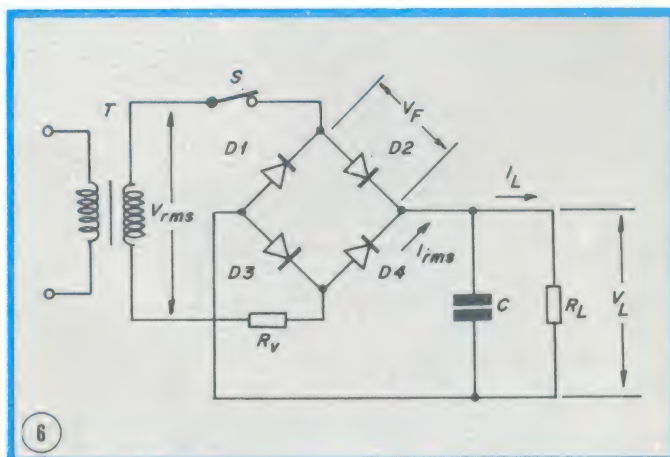 S
T
V_F
D1
D2
V_rms
I_L
I_rms
D3
D4
C
R_L
V_L
R_v
6